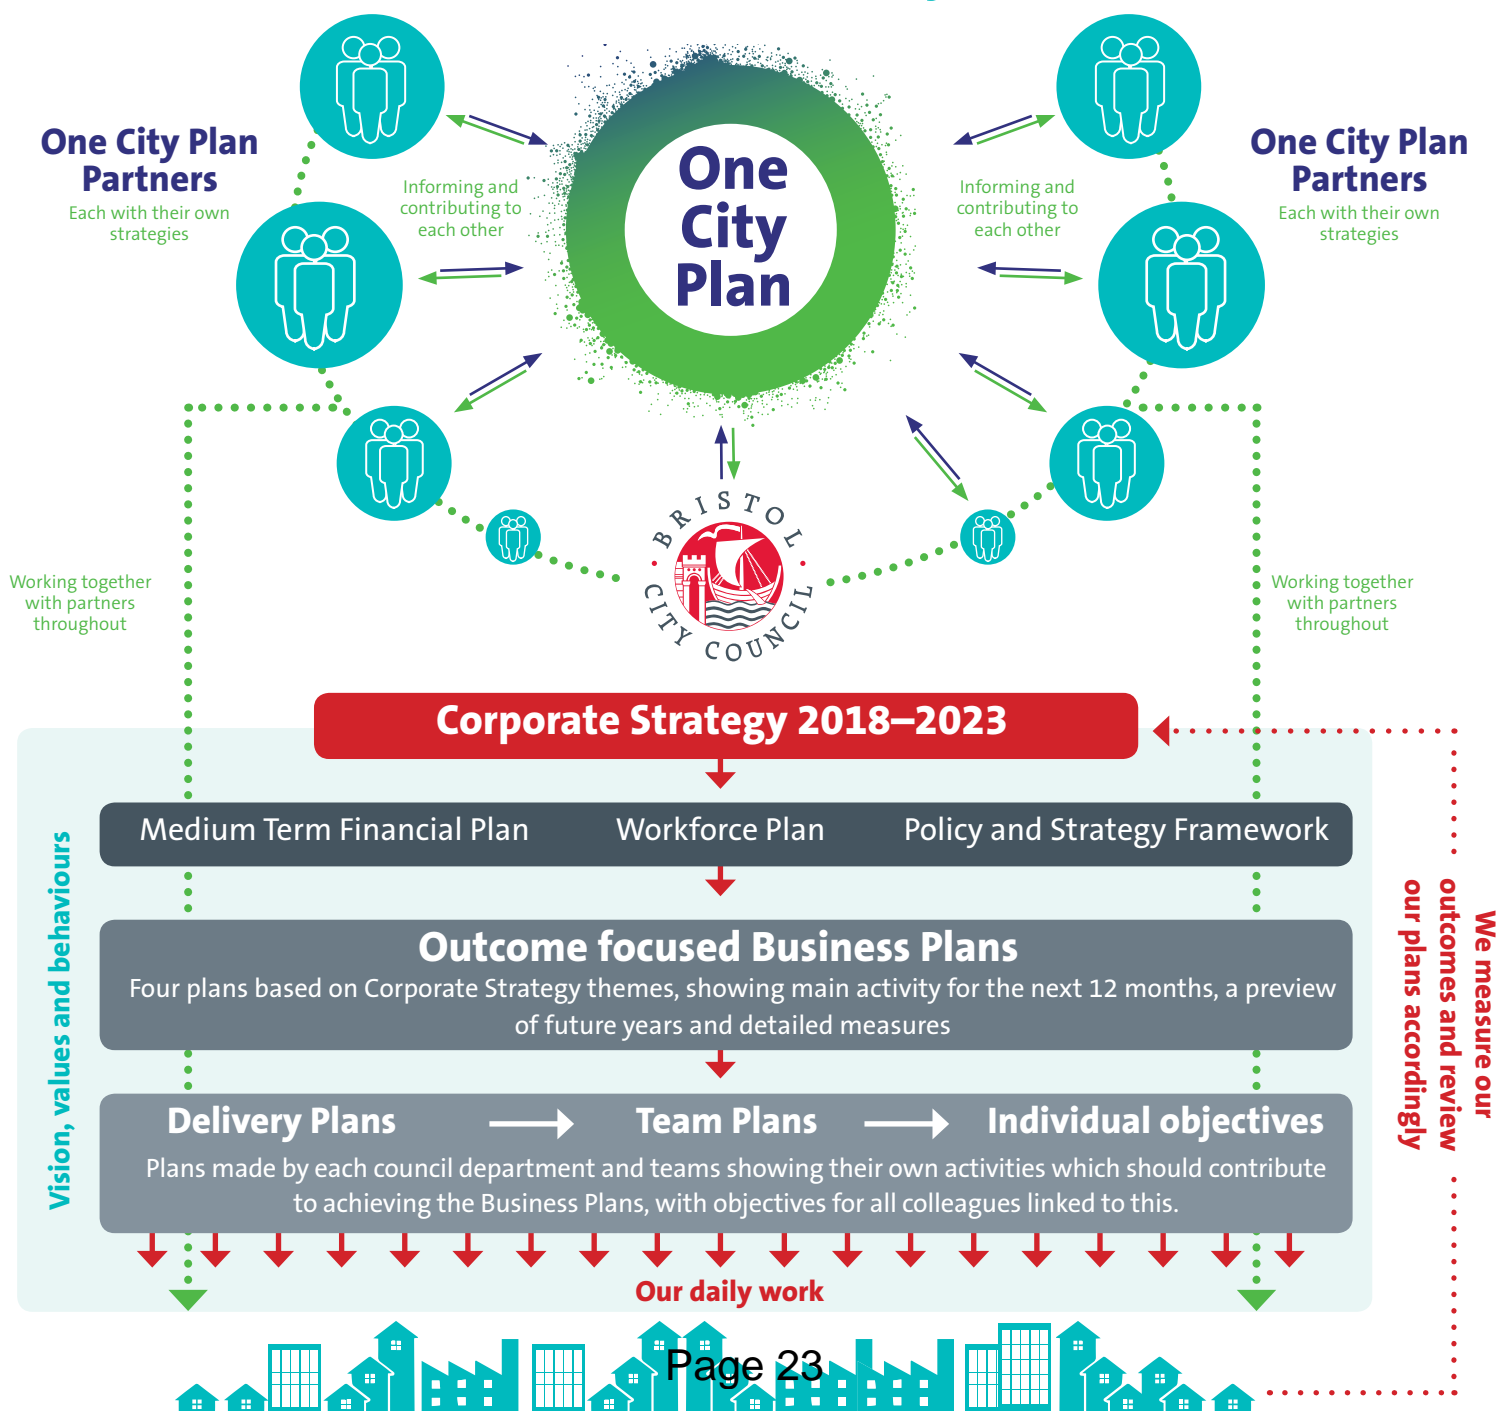 One City Plan
Partners
Each with their own
strategies
Informing and
contributing to
each other
One
City
Plan
Informing and
contributing to
each other
One City Plan
Partners
Each with their own
strategies
BRISTOL
CITY COUNCIL
Working together
with partners
throughout
Working together
with partners
throughout
Corporate Strategy 2018–2023
Medium Term Financial Plan
Workforce Plan
Policy and Strategy Framework
Outcome focused Business Plans
Four plans based on Corporate Strategy themes, showing main activity for the next 12 months, a preview
of future years and detailed measures
Delivery Plans
Team Plans
Individual objectives
Plans made by each council department and teams showing their own activities which should contribute
to achieving the Business Plans, with objectives for all colleagues linked to this.
Our daily work
Vision, values and behaviours
We measure our
outcomes and review
our plans accordingly
Page 23